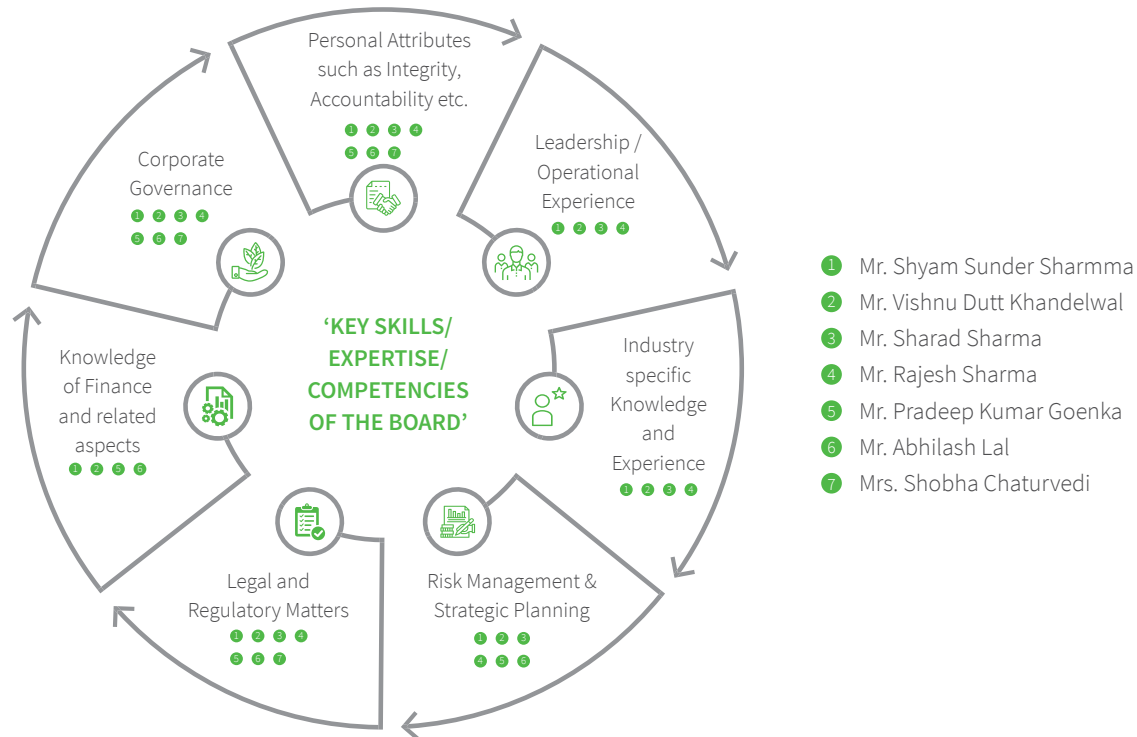 Personal Attributes
such as Integrity,
Accountability etc.
1 2 3 4
5 6 7
Leadership /
Operational
Experience
1 2 3 4
Industry
specific
Knowledge
and
Experience
1 2 3 4
Risk Management &
Strategic Planning
1 2 3
4 5 6
Legal and
Regulatory Matters
1 2 3 4
5 6 7
Knowledge
of Finance
and related
aspects
1 2 5 6
Corporate
Governance
1 2 3 4
5 6 7
‘KEY SKILLS/
EXPERTISE/
COMPETENCIES
OF THE BOARD’
1 Mr. Shyam Sunder Sharmma
2 Mr. Vishnu Dutt Khandelwal
3 Mr. Sharad Sharma
4 Mr. Rajesh Sharma
5 Mr. Pradeep Kumar Goenka
6 Mr. Abhilash Lal
7 Mrs. Shobha Chaturvedi